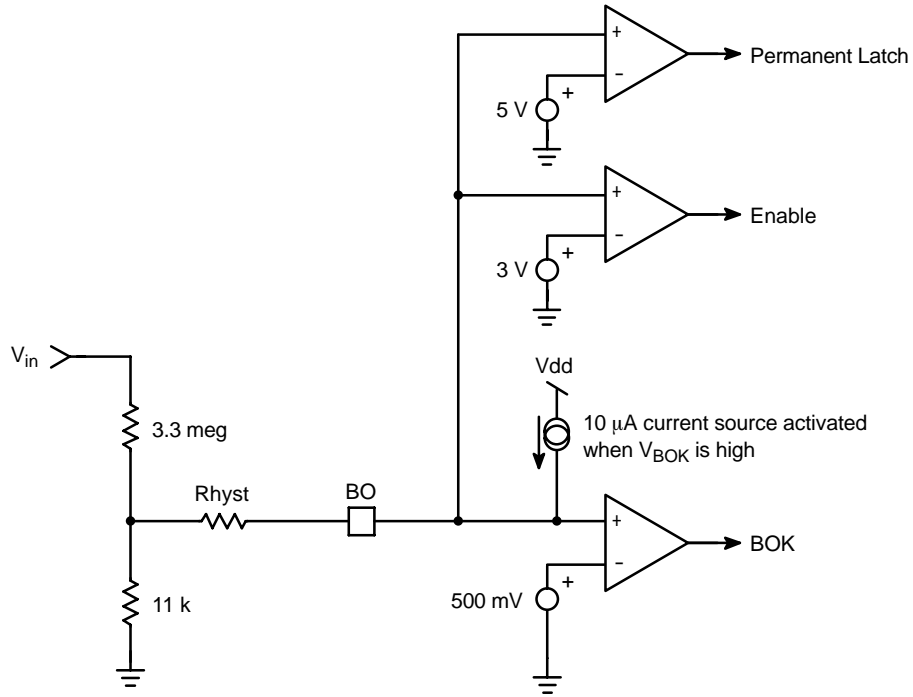 +
−
Permanent Latch
5 V
+
+
−
Enable
3 V
+
Vin
3.3 meg
Vdd
10 μA current source activated
when VBOK is high
Rhyst
BO
+
−
BOK
11 k
500 mV
+